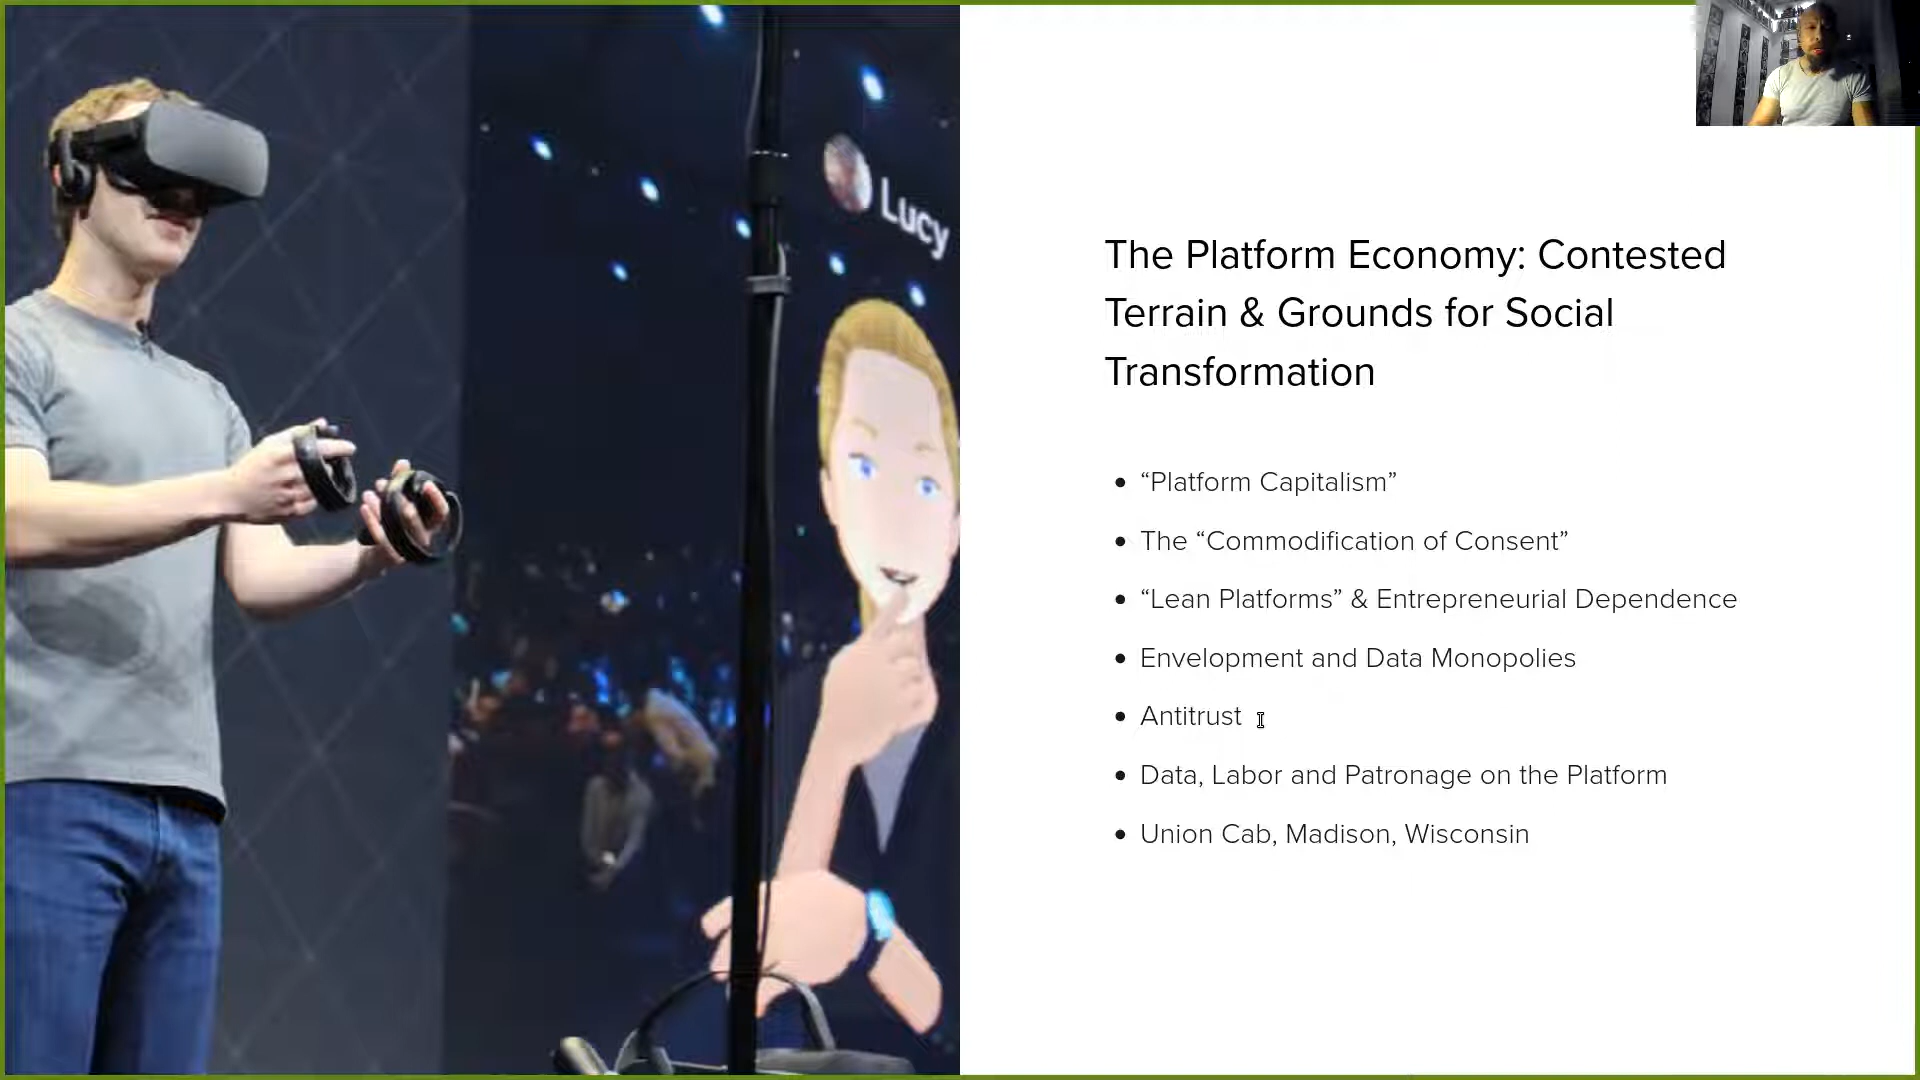 Lucy
The Platform Economy: Contested
Terrain & Grounds for Social
Transformation
• “Platform Capitalism”
• The “Commodification of Consent”
• “Lean Platforms” & Entrepreneurial Dependence
• Envelopment and Data Monopolies
• Antitrust
• Data, Labor and Patronage on the Platform
• Union Cab, Madison, Wisconsin